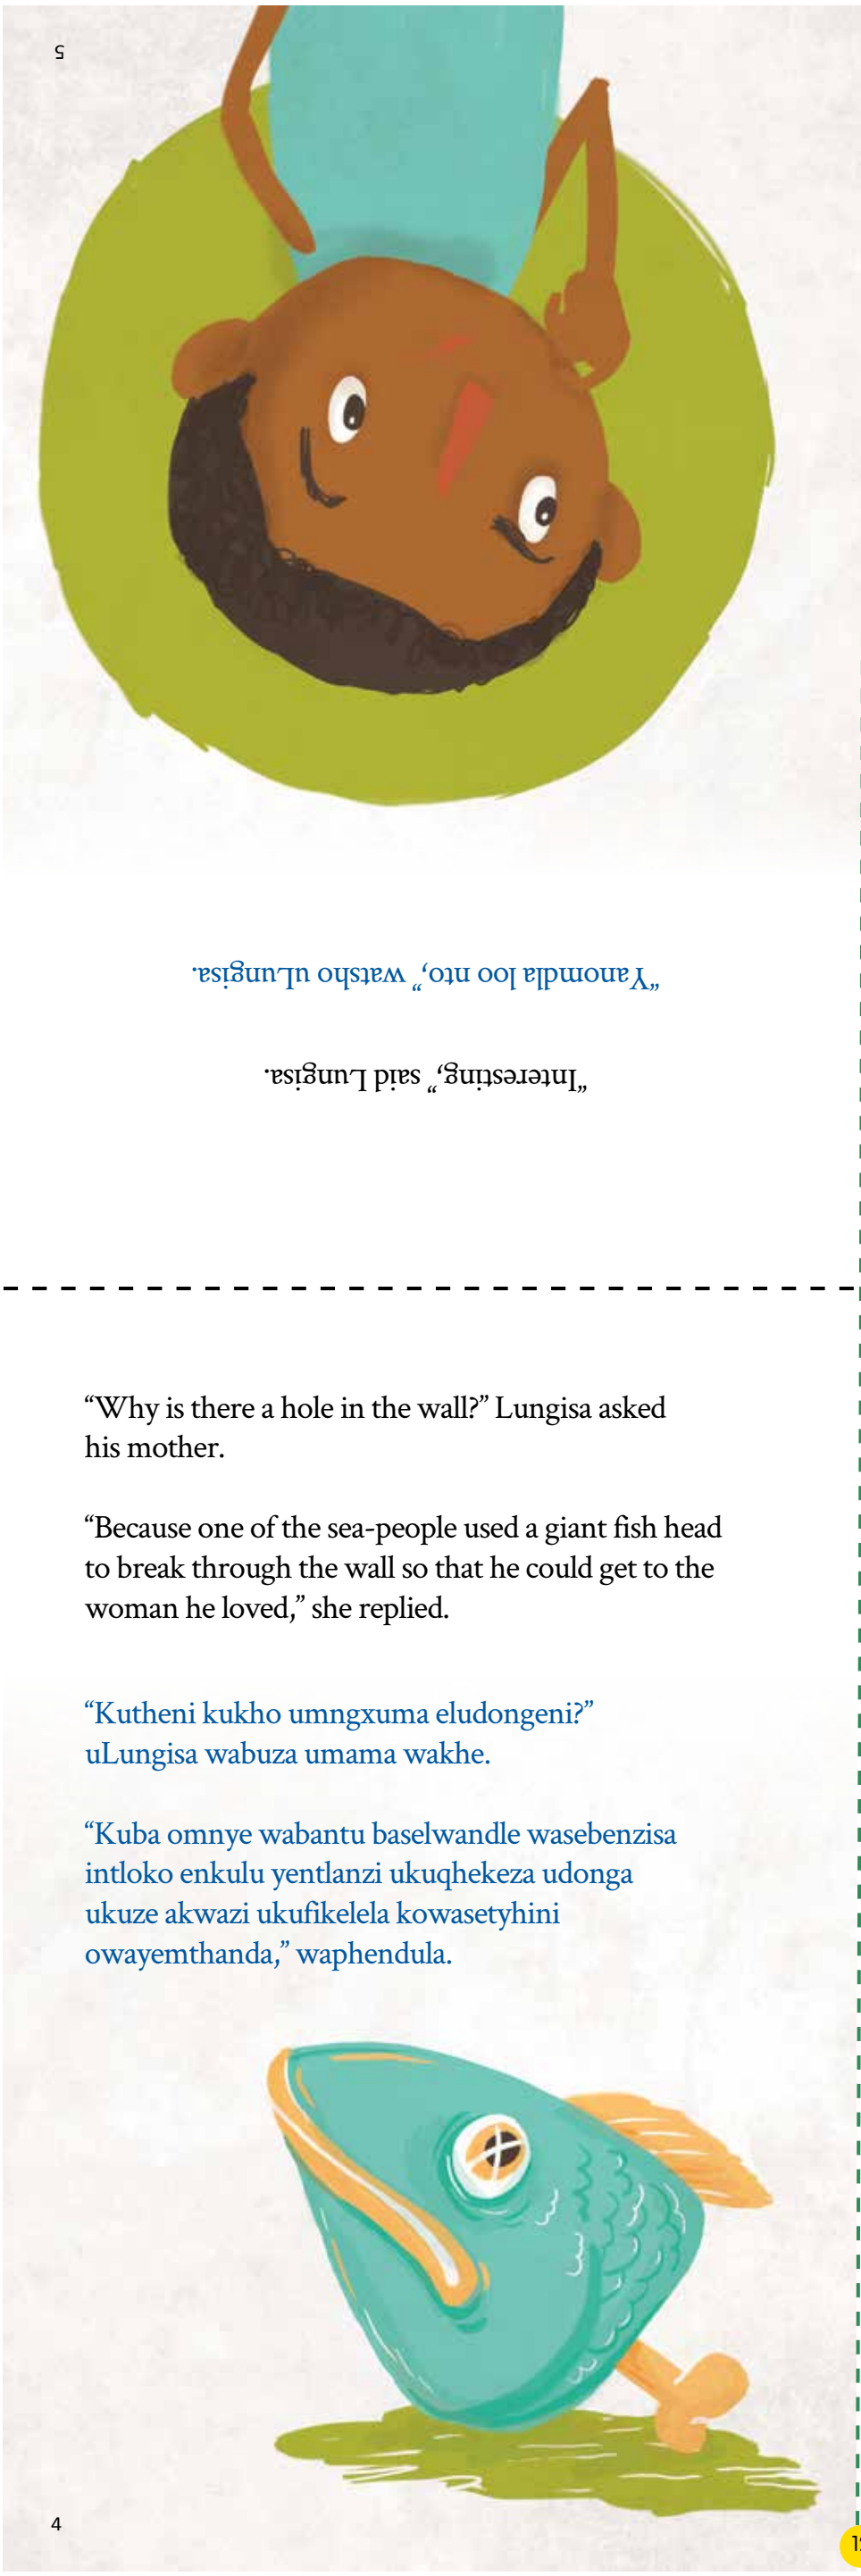 5
“Yanomdla loo nto,” watsho uLungisa.
“Interesting,” said Lungisa.
“Why is there a hole in the wall?” Lungisa asked
his mother.
“Because one of the sea-people used a giant fish head
to break through the wall so that he could get to the
woman he loved,” she replied.
“Kutheni kukho umngxuma eludongeni?”
uLungisa wabuza umama wakhe.
“Kuba omnye wabantu baselwandle wasebenzisa
intloko enkulu yentlanzi ukuqhekeza udonga
ukuze akwazi ukufikelela kowasetyhini
owayemthanda,” waphendula.
4